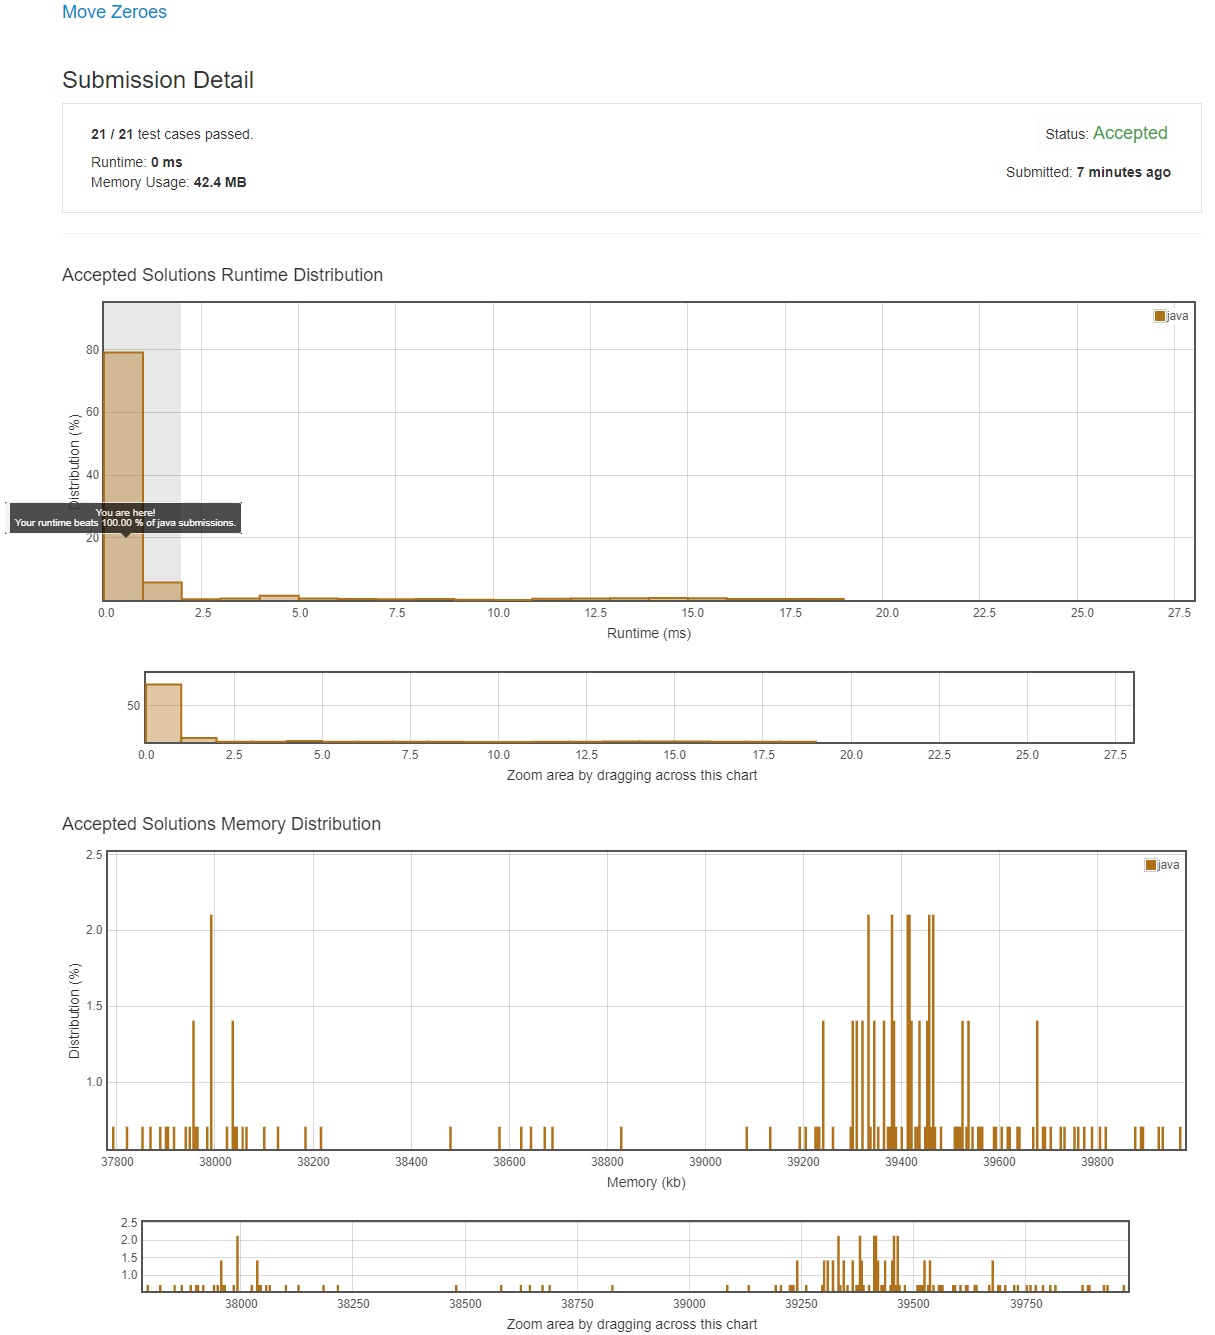 Move Zeroes
Submission Detail
21 / 21 test cases passed.
Status: Accepted
Runtime: 0 ms
Submitted: 7 minutes ago
Memory Usage: 42.4 MB
Accepted Solutions Runtime Distribution
java
80
60
40
20
Distribution (%)
You are here!
Your runtime beats 100.00 % of java submissions.
0.0 2.5 5.0 7.5 10.0 12.5 15.0 17.5 20.0 22.5 25.0 27.5
Runtime (ms)
50
0.0 2.5 5.0 7.5 10.0 12.5 15.0 17.5 20.0 22.5 25.0 27.5
Zoom area by dragging across this chart
Accepted Solutions Memory Distribution
java
2.5
2.0
1.5
1.0
Distribution (%)
37800 38000 38200 38400 38600 38800 39000 39200 39400 39600 39800
Memory (kb)
2.5
2.0
1.5
1.0
38000 38250 38500 38750 39000 39250 39500 39750
Zoom area by dragging across this chart